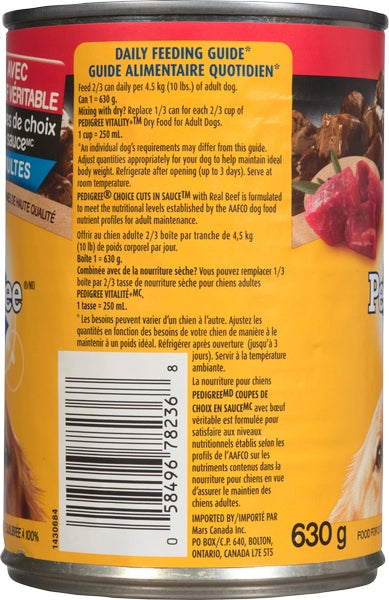 DAILY FEEDING GUIDE*
GUIDE ALIMENTAIRE QUOTIDIEN*
Feed 2/3 can daily per 4.5 kg (10 lbs.) of adult dog.
Can 1 = 630 g.
Mixing with dry? Replace 1/3 can for each 2/3 cup of
PEDIGREE VITALITY+™ Dry Food for Adult Dogs.
1 cup = 250 mL.
*An individual dog's requirements may differ from this guide.
Adjust quantities appropriately for your dog to help maintain ideal
body weight. Refrigerate after opening (up to 3 days). Serve at
room temperature.
PEDIGREE® CHOICE CUTS IN SAUCE™ with Real Beef is formulated
to meet the nutritional levels established by the AAFCO dog food
nutrient profiles for adult maintenance.
Offrir au chien adulte 2/3 boîte par tranche de 4,5 kg
(10 lb) de poids corporel par jour.
Boîte 1 = 630 g.
Combinée avec de la nourriture sèche? Vous pouvez remplacer 1/3
boîte par 2/3 tasse de nourriture sèche pour chiens adultes
PEDIGREE VITALITÉ+MC.
1 tasse = 250 mL.
* Les besoins peuvent varier d'un chien à l'autre. Ajustez les
quantités en fonction des besoins de votre chien de manière à le
maintenir à un poids idéal. Réfrigérer après ouverture (jusqu'à 3
jours). Servir à la température
ambiante.
La nourriture pour chiens
PEDIGREEMD COUPES DE
CHOIX EN SAUCEMC avec bœuf
véritable est formulée pour
satisfaire aux niveaux
nutritionnels établis selon les
profils de l'AAFCO sur les
nutriments contenus dans la
nourriture pour chiens en vue
d'assurer le maintien des
chiens adultes.
IMPORTED BY/IMPORTÉ PAR
Mars Canada Inc.
PO BOX/C.P. 640, BOLTON,
ONTARIO, CANADA L7E 5T5
0 58496 78236 8
1430684
AVEC
VÉRITABLE
es de choix
sauceMC
ULTES
DE HAUTE QUALITÉ
ee ®/MD
ÉE À 100%
Pe
630 g
FOOD FOR